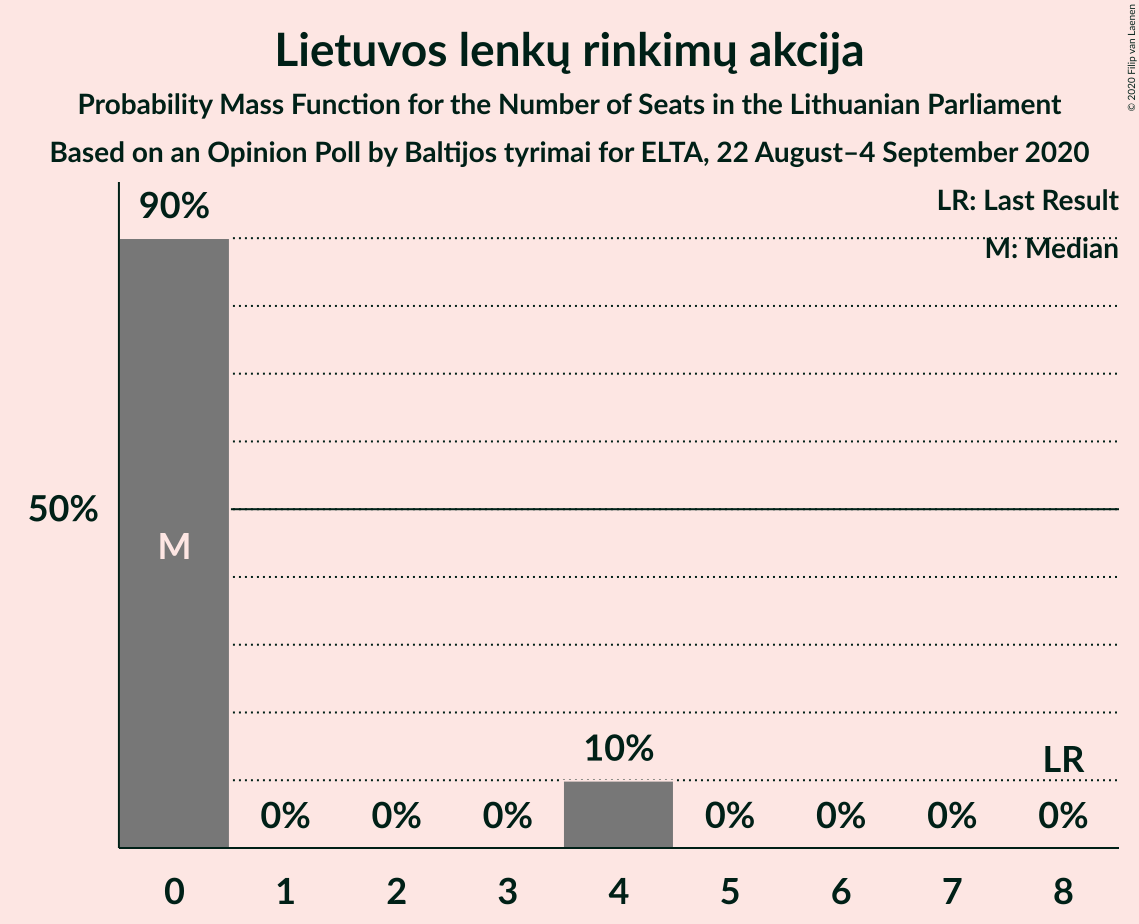 Lietuvos lenkų rinkimų akcija
Probability Mass Function for the Number of Seats in the Lithuanian Parliament
Based on an Opinion Poll by Baltijos tyrimai for ELTA, 22 August–4 September 2020
© 2020 Filip van Laenen
LR: Last Result
M: Median
90%
50%
M
10%
LR
0% 0% 0% 0% 0% 0% 0%
0 1 2 3 4 5 6 7 8